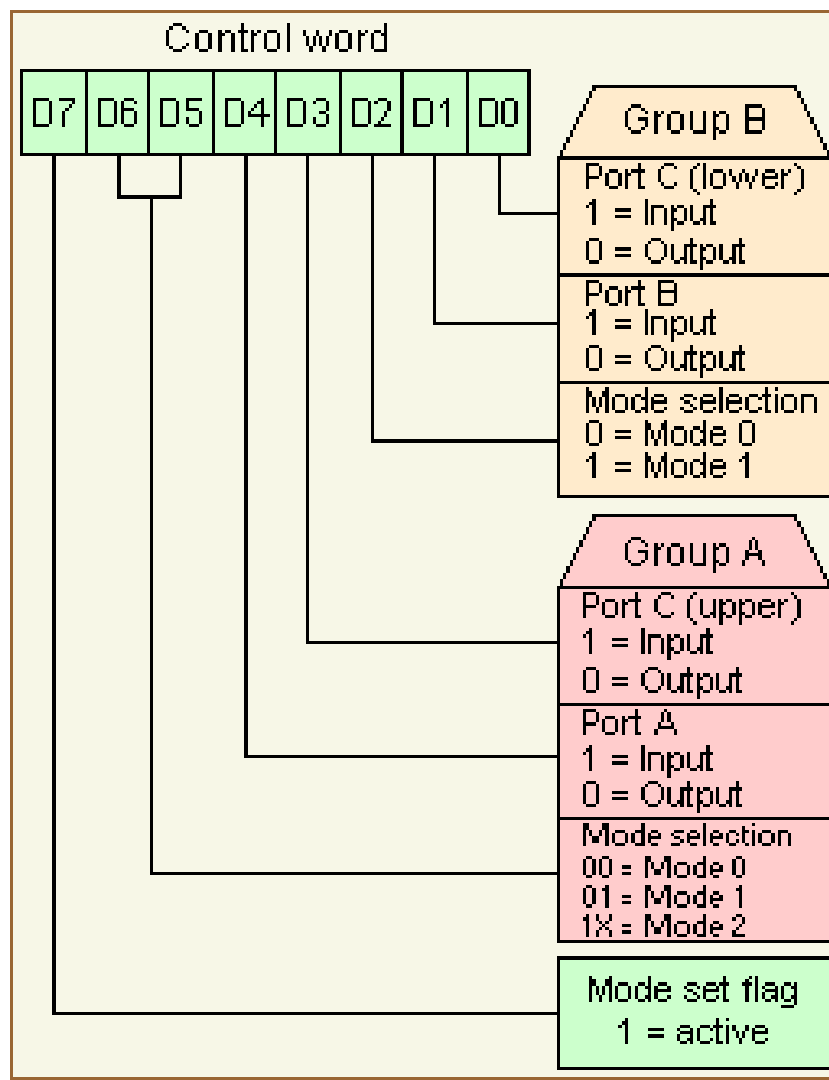 Control word
D7 D6 D5 D4 D3 D2 D1 D0
Group B
Port C (lower)
1 = Input
0 = Output
Port B
1 = Input
0 = Output
Mode selection
0 = Mode 0
1 = Mode 1
Group A
Port C (upper)
1 = Input
0 = Output
Port A
1 = Input
0 = Output
Mode selection
00 = Mode 0
01 = Mode 1
1X = Mode 2
Mode set flag
1 = active